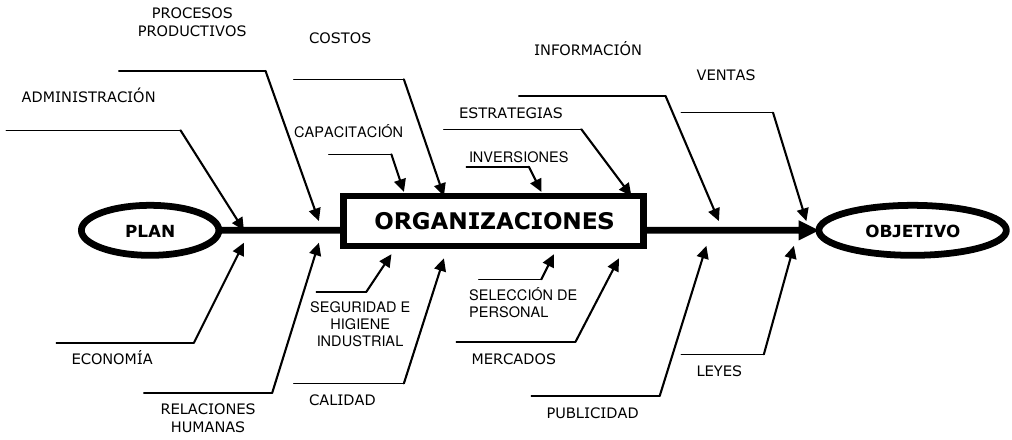 PROCESOS
PRODUCTIVOS
COSTOS
INFORMACIÓN
VENTAS
ADMINISTRACIÓN
ESTRATEGIAS
CAPACITACIÓN
INVERSIONES
PLAN
ORGANIZACIONES
OBJETIVO
SEGURIDAD E
HIGIENE
INDUSTRIAL
SELECCIÓN DE
PERSONAL
ECONOMÍA
MERCADOS
LEYES
RELACIONES
HUMANAS
CALIDAD
PUBLICIDAD